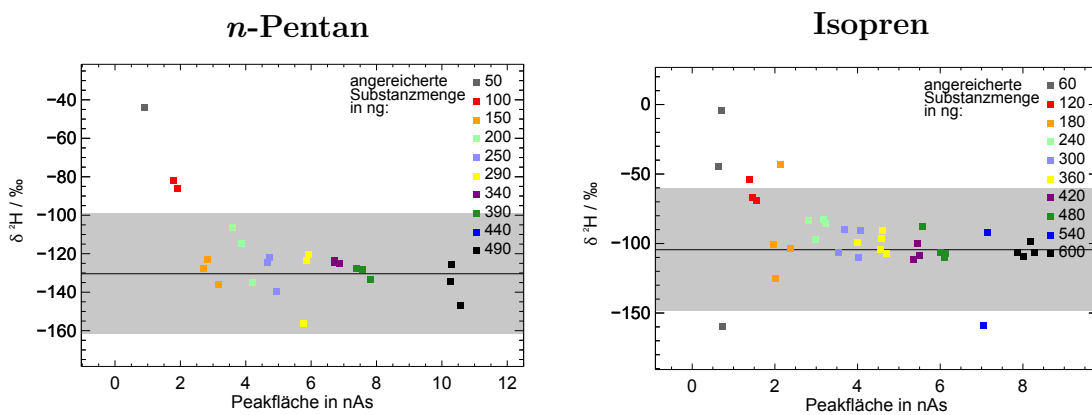 n-Pentan
angereicherte
Substanzmenge
in ng:
50
100
150
200
250
290
340
390
440
490
−40
−60
−80
−100
−120
−140
−160
δ ²H / ‰
0 2 4 6 8 10 12
Peakfläche in nAs
Isopren
angereicherte
Substanzmenge
in ng:
60
120
180
240
300
360
420
480
540
600
0
−50
−100
−150
δ ²H / ‰
0 2 4 6 8
Peakfläche in nAs